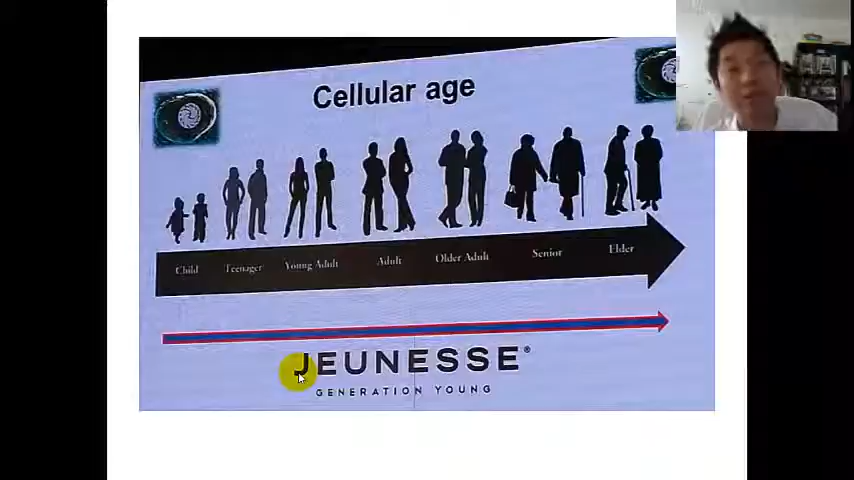 Cellular age
Child Teenager Young Adult Adult Older Adult Senior Elder
JEUNESSE®
GENERATION YOUNG